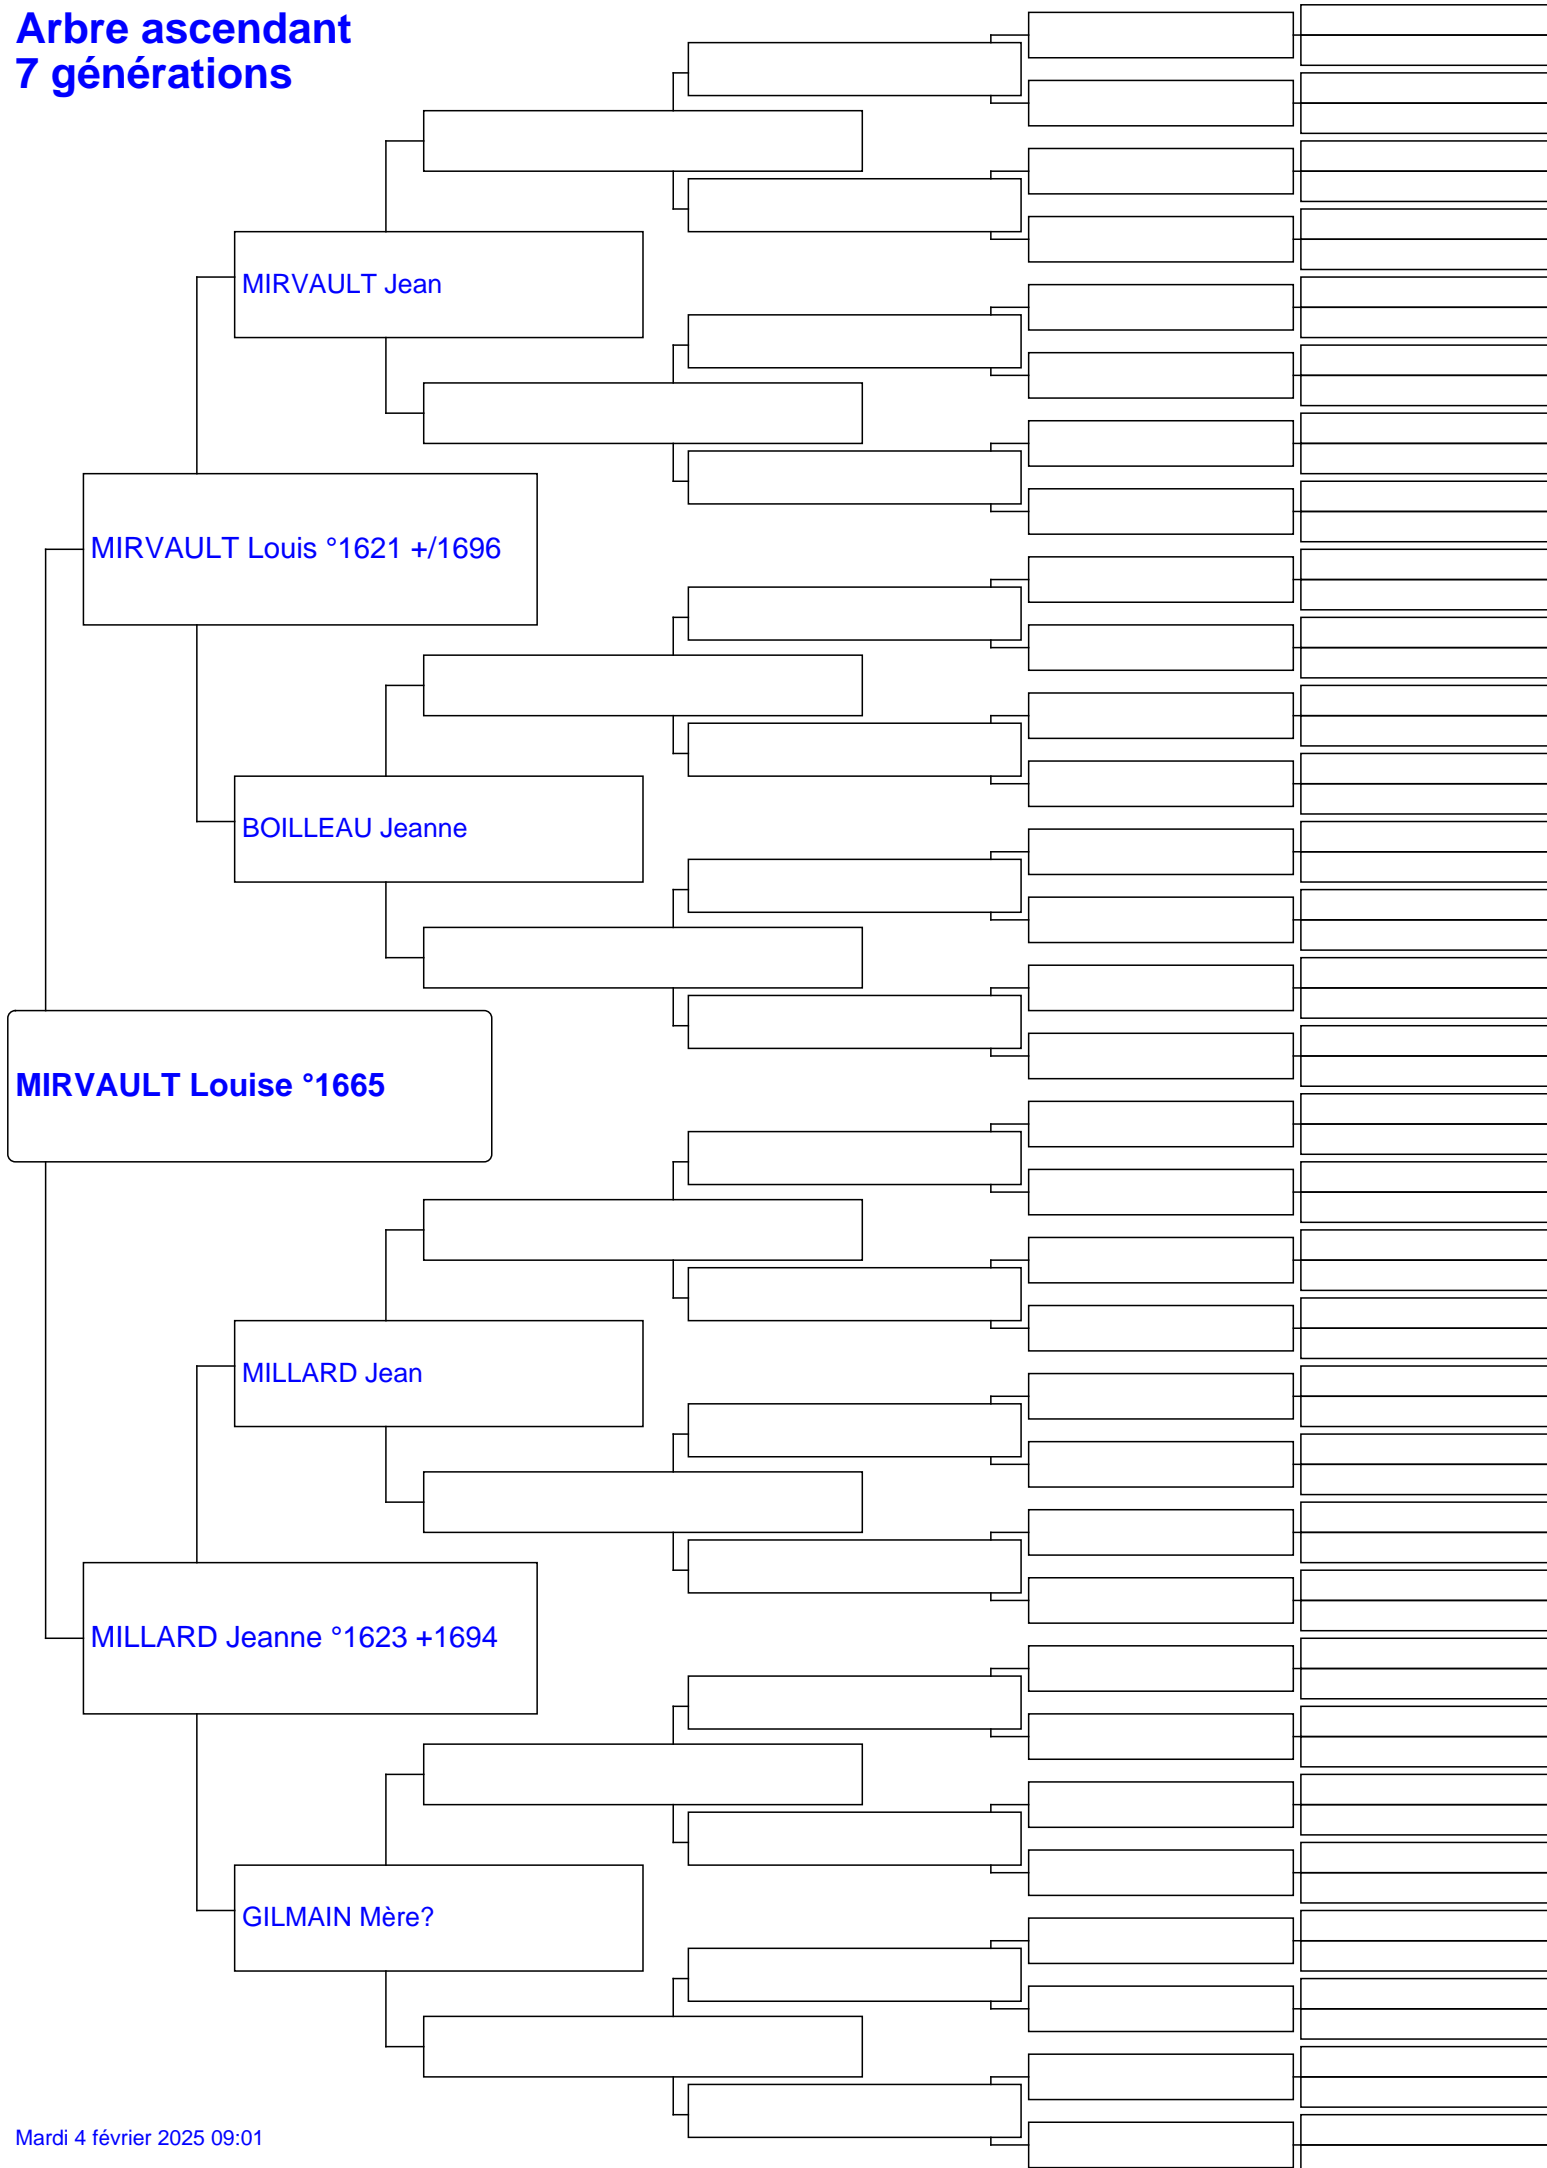 Arbre ascendant
7 générations
MIRVAULT Jean
MIRVAULT Louis °1621 +/1696
BOILLEAU Jeanne
MIRVAULT Louise °1665
MILLARD Jean
MILLARD Jeanne °1623 +1694
GILMAIN Mère?
Mardi 4 février 2025 09:01